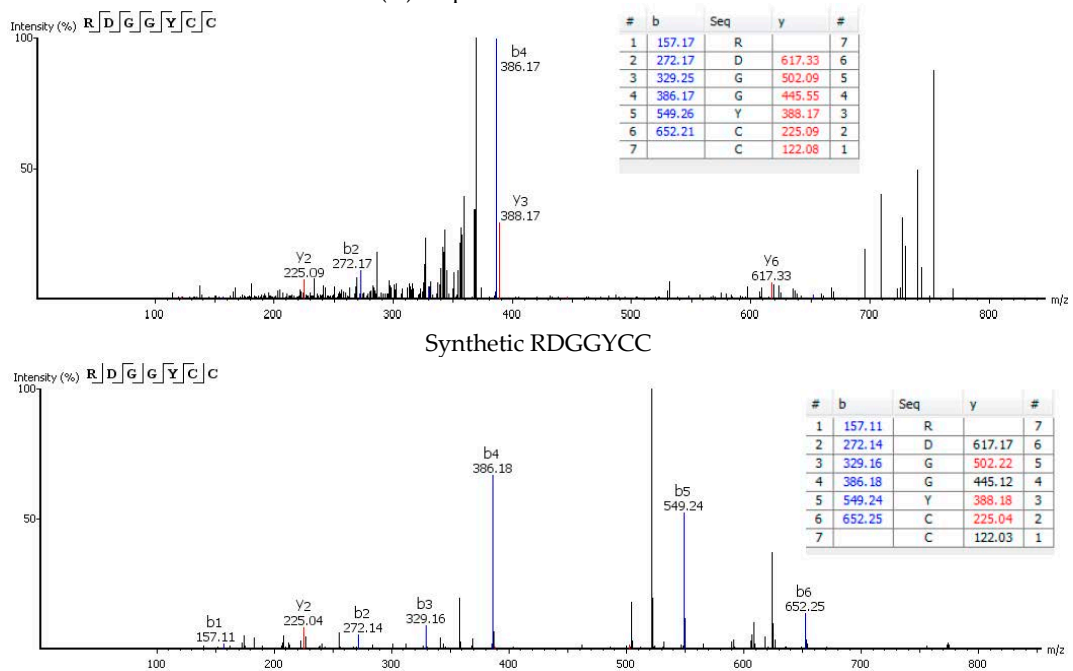 Intensity (%) R D G G Y C C
100
50
b4
386.17
y3
388.17
b2
272.17
y2
225.09
y6
617.33
100 200 300 400 500 600 700 800 m/z
# b Seq y #
1 157.17 R 7
2 272.17 D 617.33 6
3 329.25 G 502.09 5
4 386.17 G 445.55 4
5 549.26 Y 388.17 3
6 652.21 C 225.09 2
7 C 122.08 1
Synthetic RDGGYCC
Intensity (%) R D G G Y C C
100
50
b4
386.18
b5
549.24
b6
652.25
b3
329.16
y2
225.04
b2
272.14
b1
157.11
100 200 300 400 500 600 700 800 m/z
# b Seq y #
1 157.11 R 7
2 272.14 D 617.17 6
3 329.16 G 502.22 5
4 386.18 G 445.12 4
5 549.24 Y 388.18 3
6 652.25 C 225.04 2
7 C 122.03 1